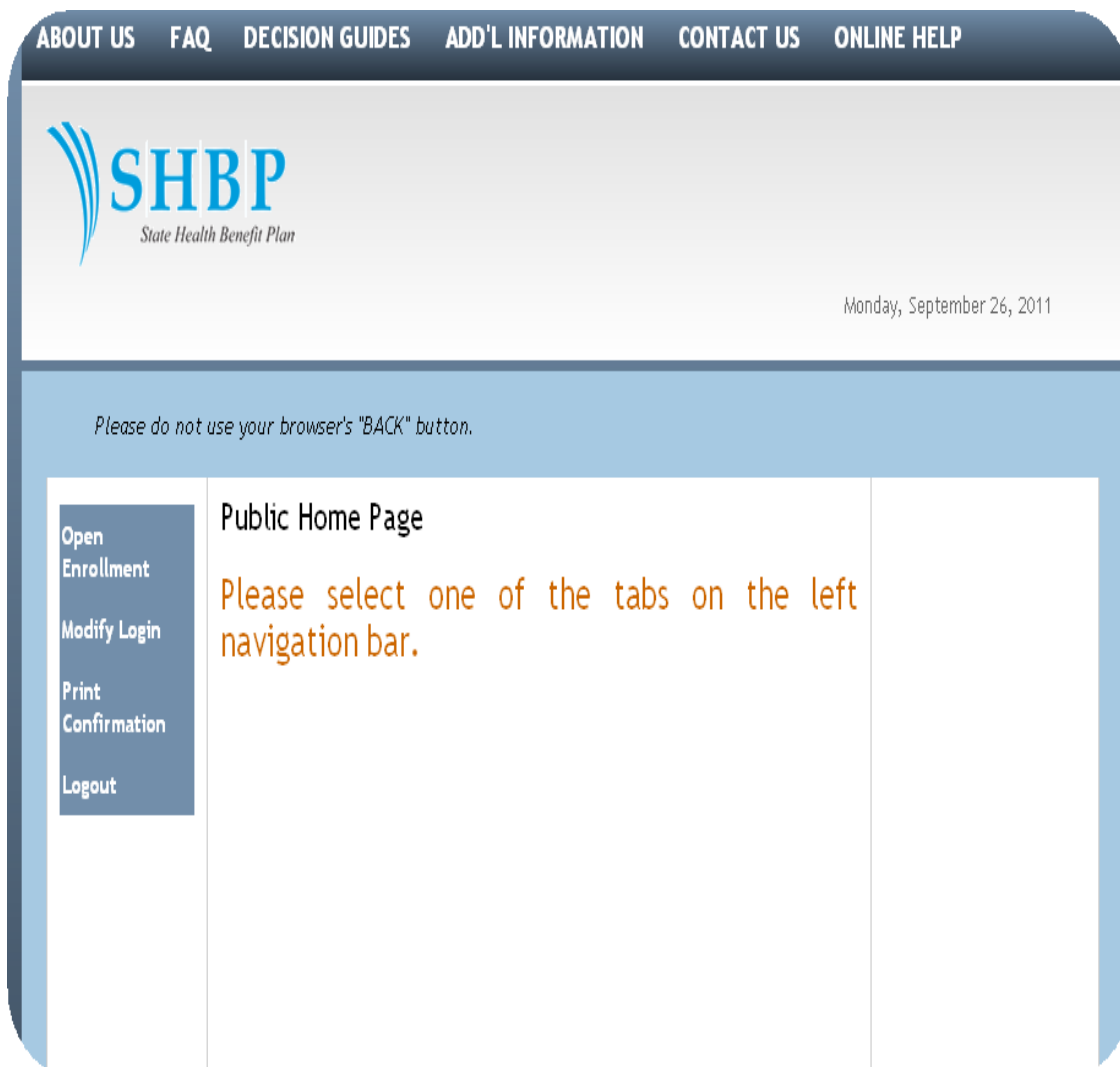 ABOUT US FAQ DECISION GUIDES ADD'L INFORMATION CONTACT US ONLINE HELP
SHBP
State Health Benefit Plan
Monday, September 26, 2011
Please do not use your browser's "BACK" button.
Open
Enrollment
Modify Login
Print
Confirmation
Logout
Public Home Page
Please select one of the tabs on the left
navigation bar.